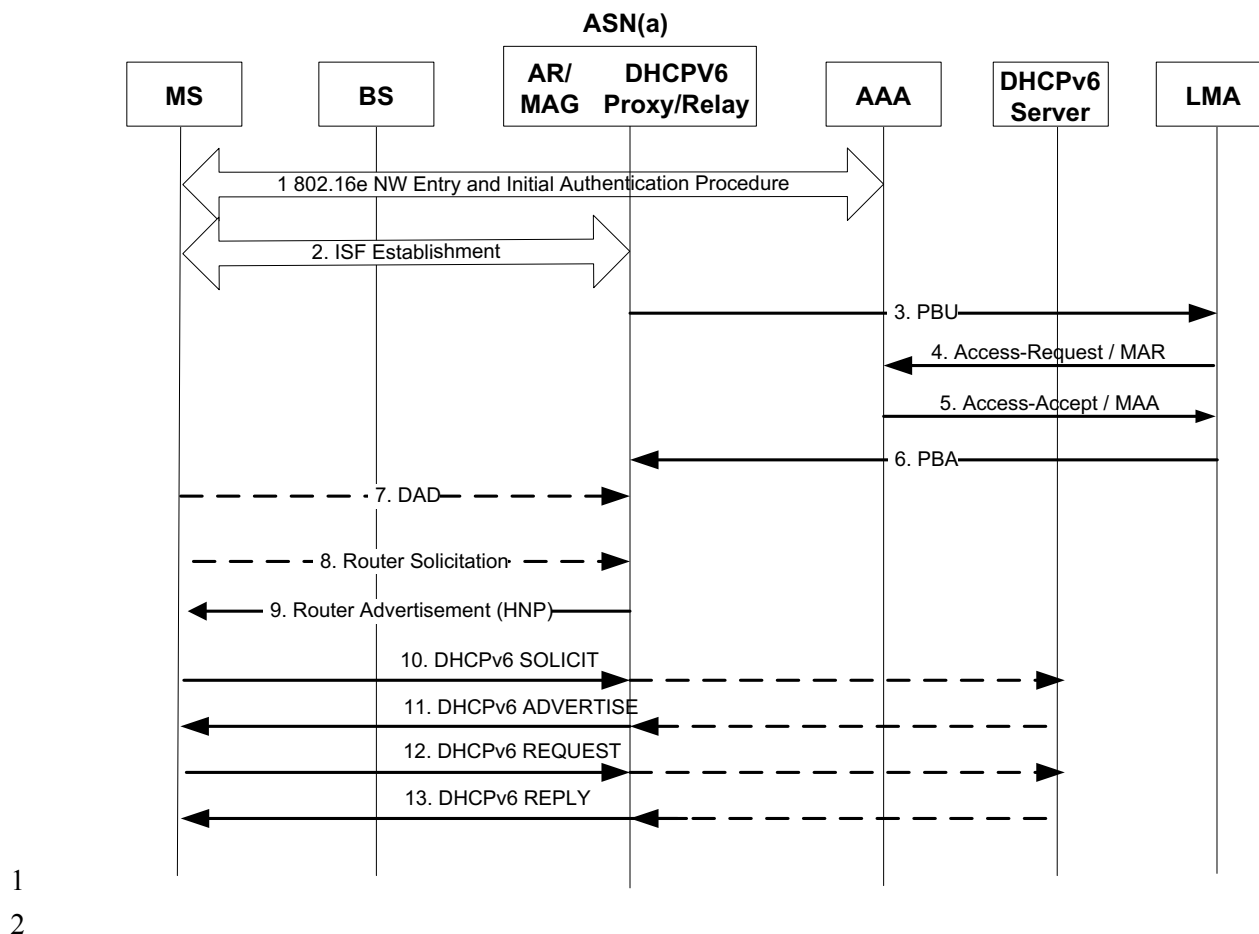 ASN(a)
MS
BS
AR/ DHCPV6
MAG Proxy/Relay
AAA
DHCPv6
Server
LMA
1 802.16e NW Entry and Initial Authentication Procedure
2. ISF Establishment
3. PBU
4. Access-Request / MAR
5. Access-Accept / MAA
6. PBA
7. DAD
8. Router Solicitation
9. Router Advertisement (HNP)
10. DHCPv6 SOLICIT
11. DHCPv6 ADVERTISE
12. DHCPv6 REQUEST
13. DHCPv6 REPLY
1
2